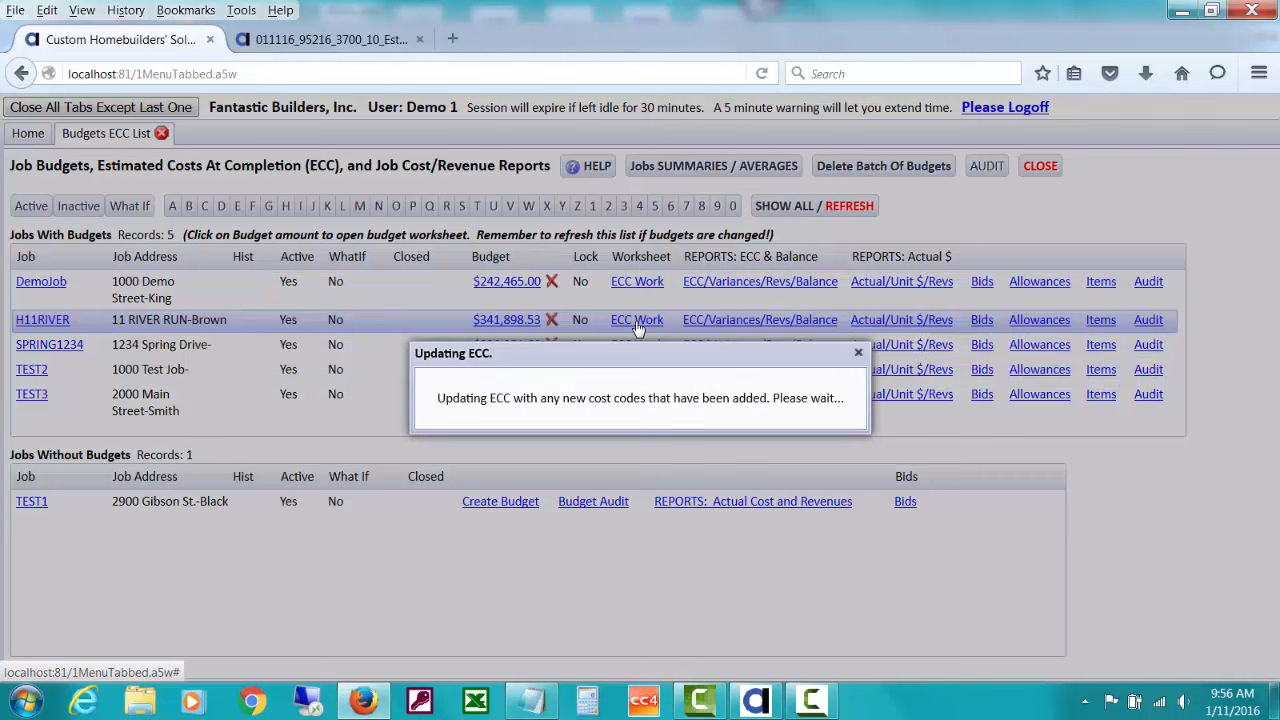 File Edit View History Bookmarks Tools Help
Custom Homebuilders' Sol... × 011116_95216_3700_10_Est... ×
localhost:81/1MenuTabbed.a5w Search
Close All Tabs Except Last One Fantastic Builders, Inc. User: Demo 1 Session will expire if left idle for 30 minutes. A 5 minute warning will let you extend time. Please Logoff
Home Budgets ECC List
Job Budgets, Estimated Costs At Completion (ECC), and Job Cost/Revenue Reports HELP Jobs SUMMARIES / AVERAGES Delete Batch Of Budgets AUDIT CLOSE
Active Inactive What If A B C D E F G H I J K L M N O P Q R S T U V W X Y Z 1 2 3 4 5 6 7 8 9 0 SHOW ALL / REFRESH
Jobs With Budgets Records: 5 (Click on Budget amount to open budget worksheet. Remember to refresh this list if budgets are changed!)
Job Job Address Hist Active WhatIf Closed Budget Lock Worksheet REPORTS: ECC & Balance REPORTS: Actual $
DemoJob 1000 Demo Street-King Yes No $242,465.00 No ECC Work ECC/Variances/Revs/Balance Actual/Unit $/Revs Bids Allowances Items Audit
H11RIVER 11 RIVER RUN-Brown Yes No $341,898.53 No ECC Work ECC/Variances/Revs/Balance Actual/Unit $/Revs Bids Allowances Items Audit
SPRING1234 1234 Spring Drive- Yes No Actual/Unit $/Revs Bids Allowances Items Audit
TEST2 1000 Test Job- Yes No Actual/Unit $/Revs Bids Allowances Items Audit
TEST3 2000 Main Street-Smith Yes No Actual/Unit $/Revs Bids Allowances Items Audit
Updating ECC.
Updating ECC with any new cost codes that have been added. Please wait...
Jobs Without Budgets Records: 1
Job Job Address Hist Active What If Closed Bids
TEST1 2900 Gibson St.-Black Yes No Create Budget Budget Audit REPORTS: Actual Cost and Revenues Bids
localhost:81/1MenuTabbed.a5w#
CC4
9:56 AM
1/11/2016